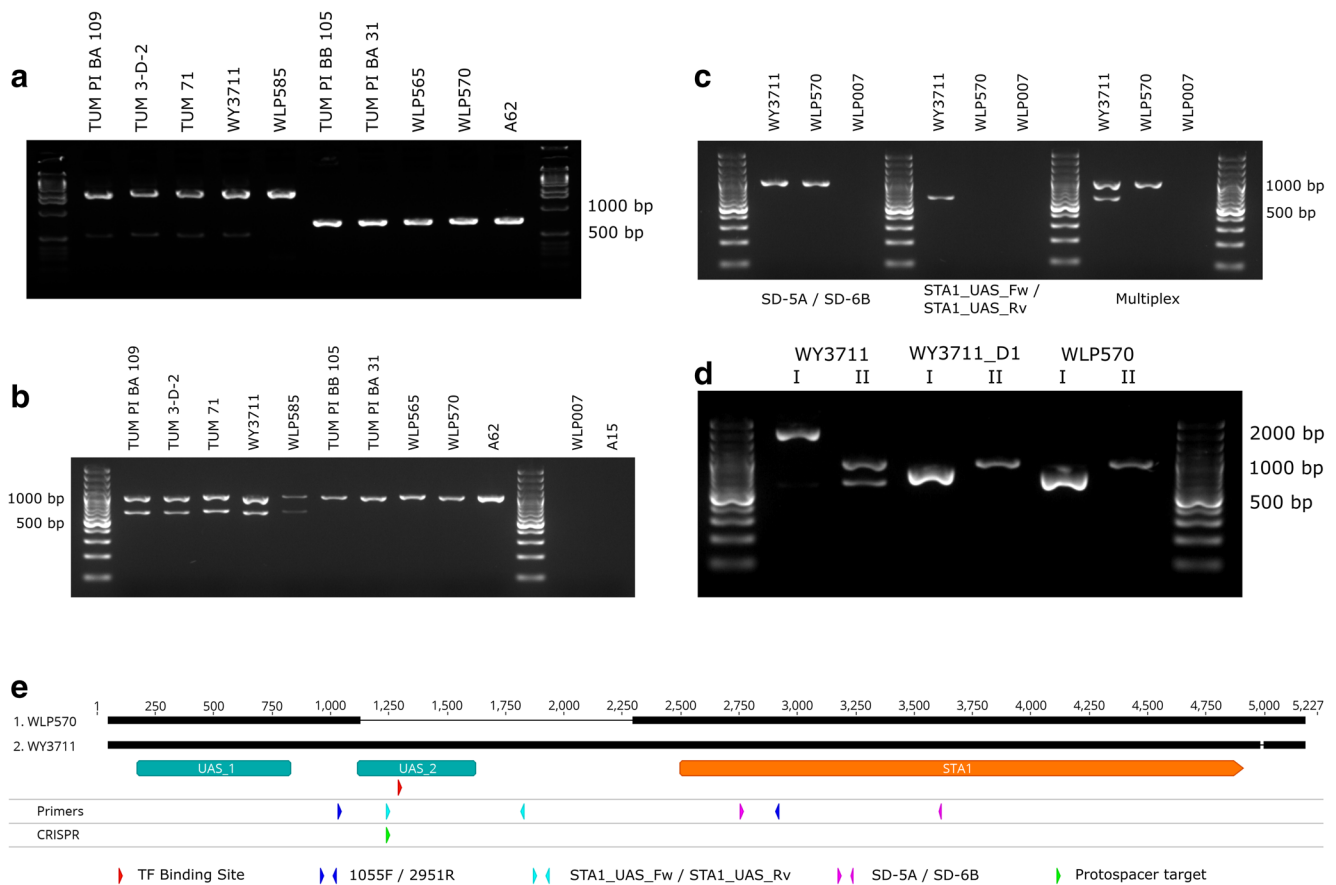 a
TUM PI BA 109
TUM 3-D-2
TUM 71
WY3711
WLP585
TUM PI BB 105
TUM PI BA 31
WLP565
WLP570
A62
1000 bp
500 bp
b
TUM PI BA 109
TUM 3-D-2
TUM 71
WY3711
WLP585
TUM PI BB 105
TUM PI BA 31
WLP565
WLP570
A62
WLP007
A15
1000 bp
500 bp
c
WY3711
WLP570
WLP007
WY3711
WLP570
WLP007
WY3711
WLP570
WLP007
1000 bp
500 bp
SD-5A / SD-6B
STA1_UAS_Fw /
STA1_UAS_Rv
Multiplex
d
WY3711 WY3711_D1 WLP570
I II I II I II
2000 bp
1000 bp
500 bp
e
1 250 500 750 1,000 1,250 1,500 1,750 2,000 2,250 2,500 2,750 3,000 3,250 3,500 3,750 4,000 4,250 4,500 4,750 5,000 5,227
1. WLP570
2. WY3711
UAS_1 UAS_2 STA1
Primers
CRISPR
TF Binding Site 1055F / 2951R STA1_UAS_Fw / STA1_UAS_Rv SD-5A / SD-6B Protospacer target